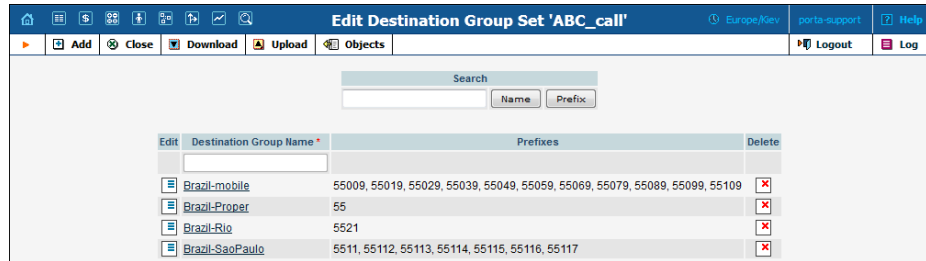 Edit Destination Group Set 'ABC_call' Europe/Kiev porta-support ? Help
Add Close Download Upload Objects Logout Log
Search
Name Prefix
Edit Destination Group Name * Prefixes Delete
Brazil-mobile 55009, 55019, 55029, 55039, 55049, 55059, 55069, 55079, 55089, 55099, 55109
Brazil-Proper 55
Brazil-Rio 5521
Brazil-SaoPaulo 5511, 55112, 55113, 55114, 55115, 55116, 55117